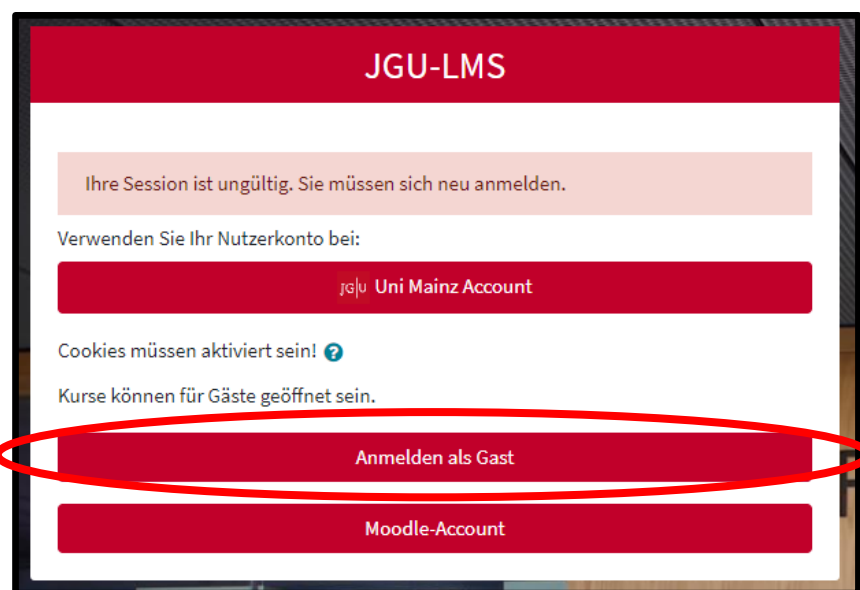 JGU-LMS
Ihre Session ist ungültig. Sie müssen sich neu anmelden.
Verwenden Sie Ihr Nutzerkonto bei:
JG|U Uni Mainz Account
Cookies müssen aktiviert sein!
Kurse können für Gäste geöffnet sein.
Anmelden als Gast
Moodle-Account